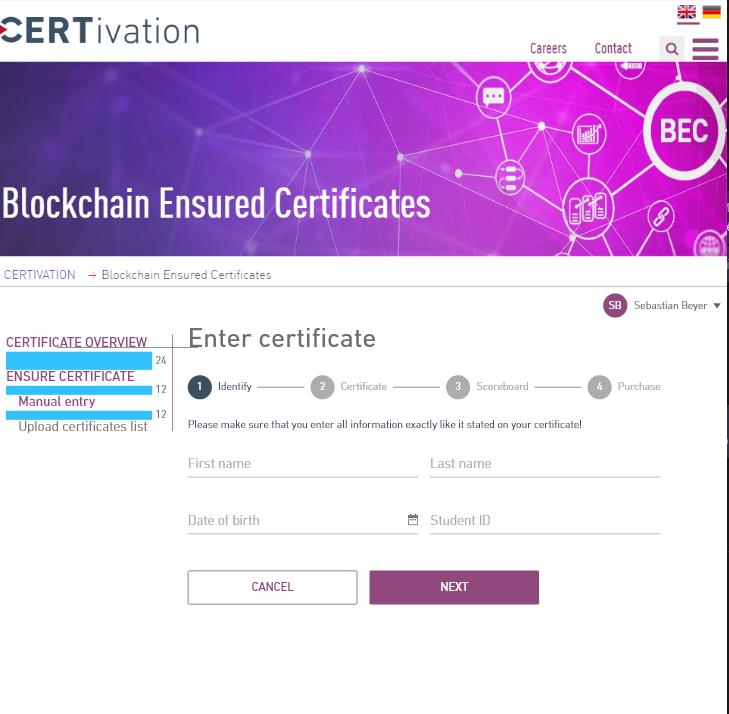 CERTivation
Careers Contact
BEC
Blockchain Ensured Certificates
CERTIVATION → Blockchain Ensured Certificates
SB Sebastian Beyer
CERTIFICATE OVERVIEW
24
ENSURE CERTIFICATE
12
Manual entry
12
Upload certificates list
Enter certificate
1 Identify 2 Certificate 3 Scoreboard 4 Purchase
Please make sure that you enter all information exactly like it stated on your certificate!
First name Last name
Date of birth Student ID
CANCEL NEXT